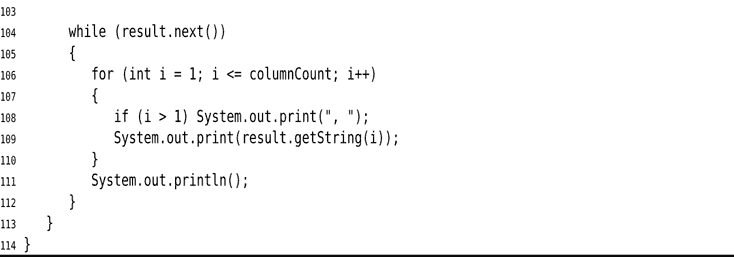 103
104 while (result.next())
105 {
106 for (int i = 1; i <= columnCount; i++)
107 {
108 if (i > 1) System.out.print(", ");
109 System.out.print(result.getString(i));
110 }
111 System.out.println();
112 }
113 }
114 }